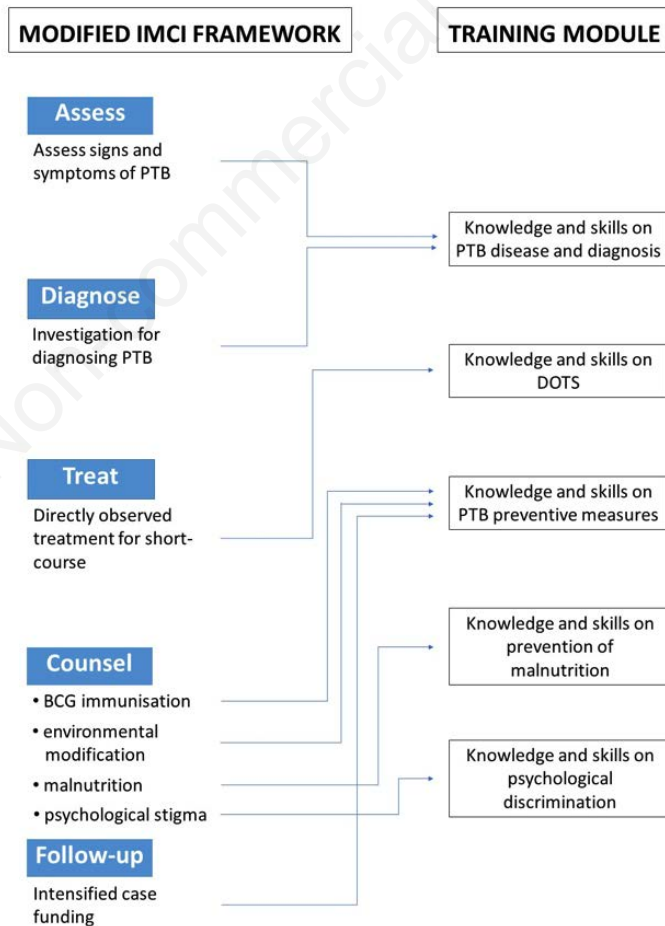 MODIFIED IMCI FRAMEWORK
TRAINING MODULE
Assess
Assess signs and
symptoms of PTB
Knowledge and skills on
PTB disease and diagnosis
Diagnose
Investigation for
diagnosing PTB
Knowledge and skills on
DOTS
Treat
Directly observed
treatment for short-
course
Knowledge and skills on
PTB preventive measures
Knowledge and skills on
prevention of
malnutrition
Counsel
• BCG immunisation
• environmental
modification
• malnutrition
• psychological stigma
Knowledge and skills on
psychological
discrimination
Follow-up
Intensified case
funding
Non-commercial